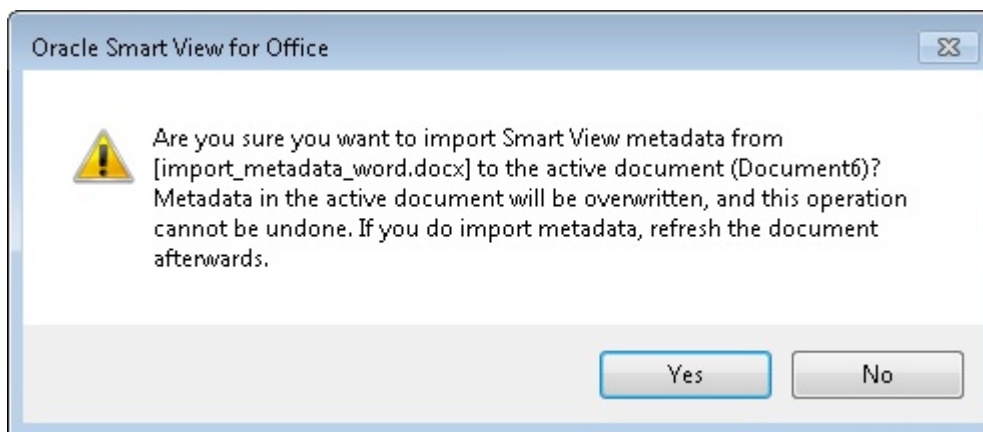 Oracle Smart View for Office
Are you sure you want to import Smart View metadata from
[import_metadata_word.docx] to the active document (Document6)?
Metadata in the active document will be overwritten, and this operation
cannot be undone. If you do import metadata, refresh the document
afterwards.
Yes
No